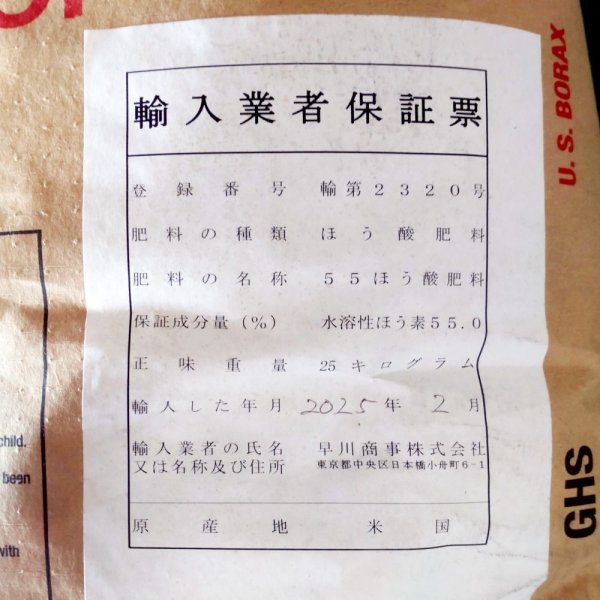 U. S. BORAX
輸入業者保証票
登録番号 輸第2320号
肥料の種類 ほう酸肥料
肥料の名称 55ほう酸肥料
保証成分量(%) 水溶性ほう素55.0
正味重量 25キログラム
輸入した年月 2025年 2月
輸入業者の氏名 早川商事株式会社
又は名称及び住所 東京都中央区日本橋小舟町6-1
原産地 米国
child.
been
with
GHS